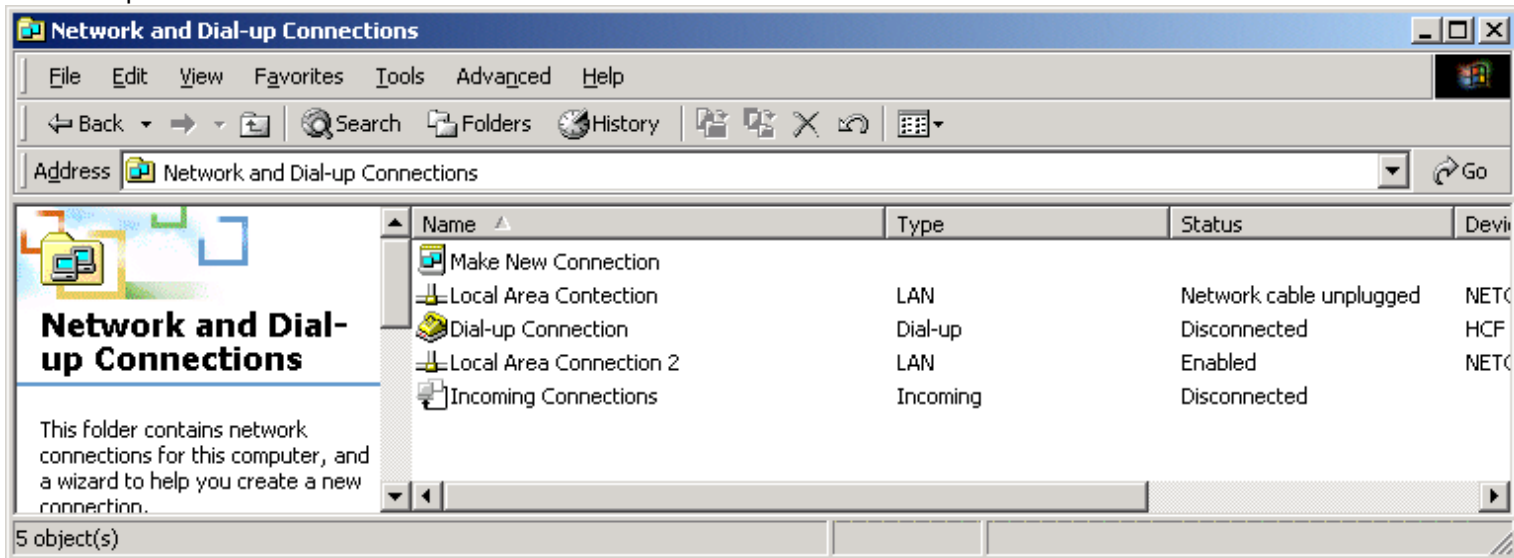 Network and Dial-up Connections
File Edit View Favorites Tools Advanced Help
Back Search Folders History
Address Network and Dial-up Connections Go
Name Type Status Devi
Make New Connection
Local Area Contection LAN Network cable unplugged NETG
Dial-up Connection Dial-up Disconnected HCF
Local Area Connection 2 LAN Enabled NETG
Incoming Connections Incoming Disconnected
Network and Dial-
up Connections
This folder contains network
connections for this computer, and
a wizard to help you create a new
connection.
5 object(s)